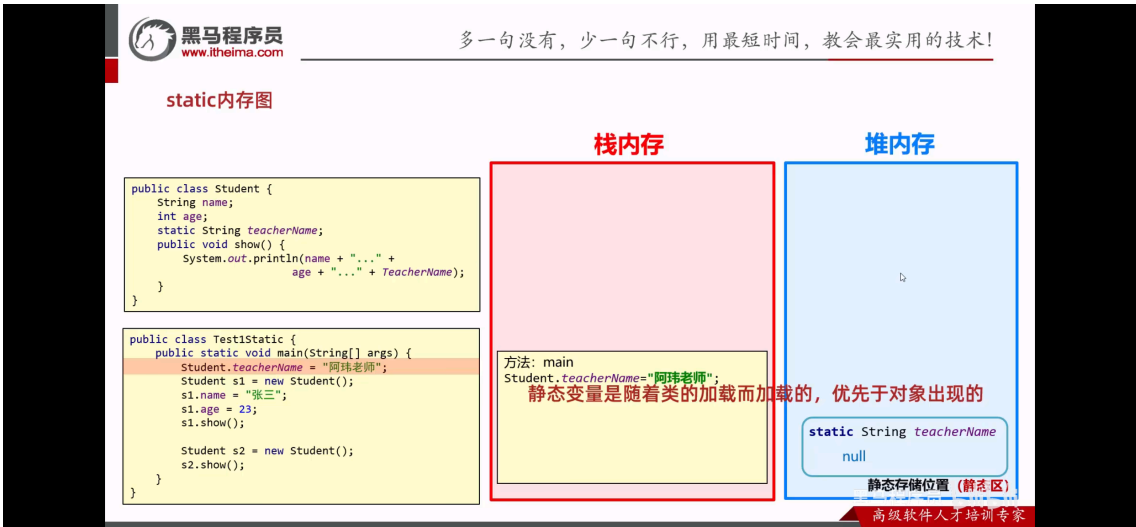 黑马程序员
www.itheima.com
多一句没有，少一句不行，用最短时间，教会最实用的技术！
static内存图
栈内存
堆内存
public class Student {
String name;
int age;
static String teacherName;
public void show() {
System.out.println(name + "..." +
age + "..." + TeacherName);
}
}
public class Test1Static {
public static void main(String[] args) {
Student.teacherName = "阿玮老师";
Student s1 = new Student();
s1.name = "张三";
s1.age = 23;
s1.show();
Student s2 = new Student();
s2.show();
}
}
方法：main
Student.teacherName="阿玮老师";
静态变量是随着类的加载而加载的，优先于对象出现的
static String teacherName
null
静态存储位置（静态区）
高级软件人才培训专家